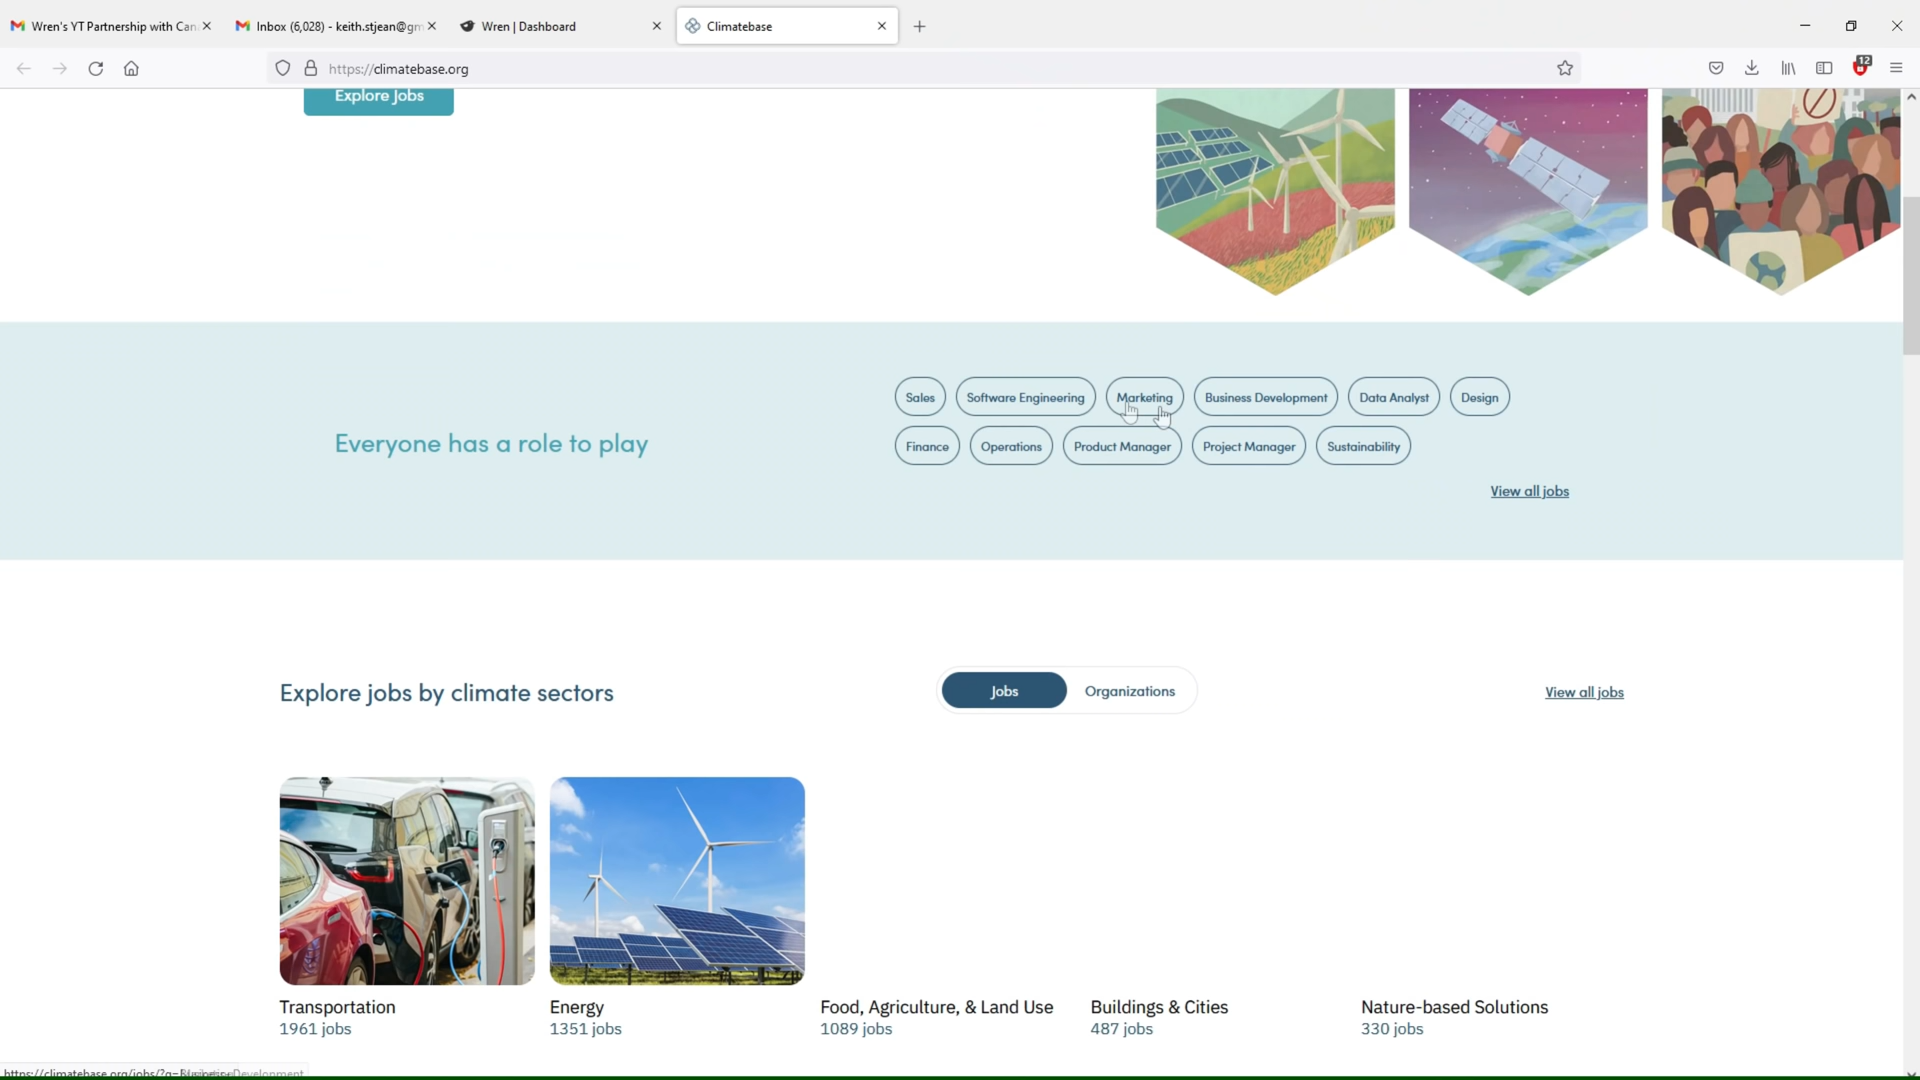 Wren's YT Partnership with Can
Inbox (6,028) - keith.stjean@gm
Wren | Dashboard
Climatebase
https://climatebase.org
12
Explore Jobs
Everyone has a role to play
Sales
Software Engineering
Marketing
Business Development
Data Analyst
Design
Finance
Operations
Product Manager
Project Manager
Sustainability
View all jobs
Explore jobs by climate sectors
Jobs
Organizations
View all jobs
Transportation
1961 jobs
Energy
1351 jobs
Food, Agriculture, & Land Use
1089 jobs
Buildings & Cities
487 jobs
Nature-based Solutions
330 jobs
https://climatebase.org/jobs/?q=